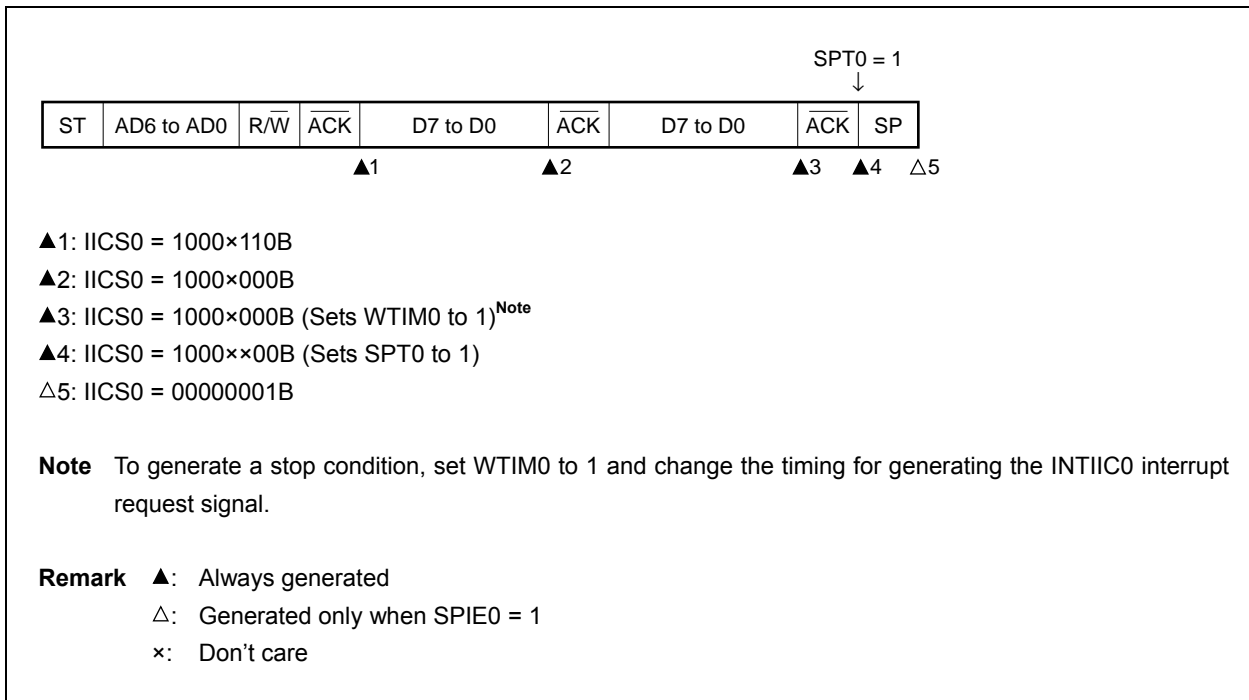 SPT0 = 1
↓
ST AD6 to AD0 R/W̅ A̅C̅K̅ D7 to D0 A̅C̅K̅ D7 to D0 A̅C̅K̅ SP
▲1 ▲2 ▲3 ▲4 △5
▲1: IICS0 = 1000×110B
▲2: IICS0 = 1000×000B
▲3: IICS0 = 1000×000B (Sets WTIM0 to 1)Note
▲4: IICS0 = 1000××00B (Sets SPT0 to 1)
△5: IICS0 = 00000001B
Note To generate a stop condition, set WTIM0 to 1 and change the timing for generating the INTIIC0 interrupt
request signal.
Remark ▲: Always generated
△: Generated only when SPIE0 = 1
×: Don’t care